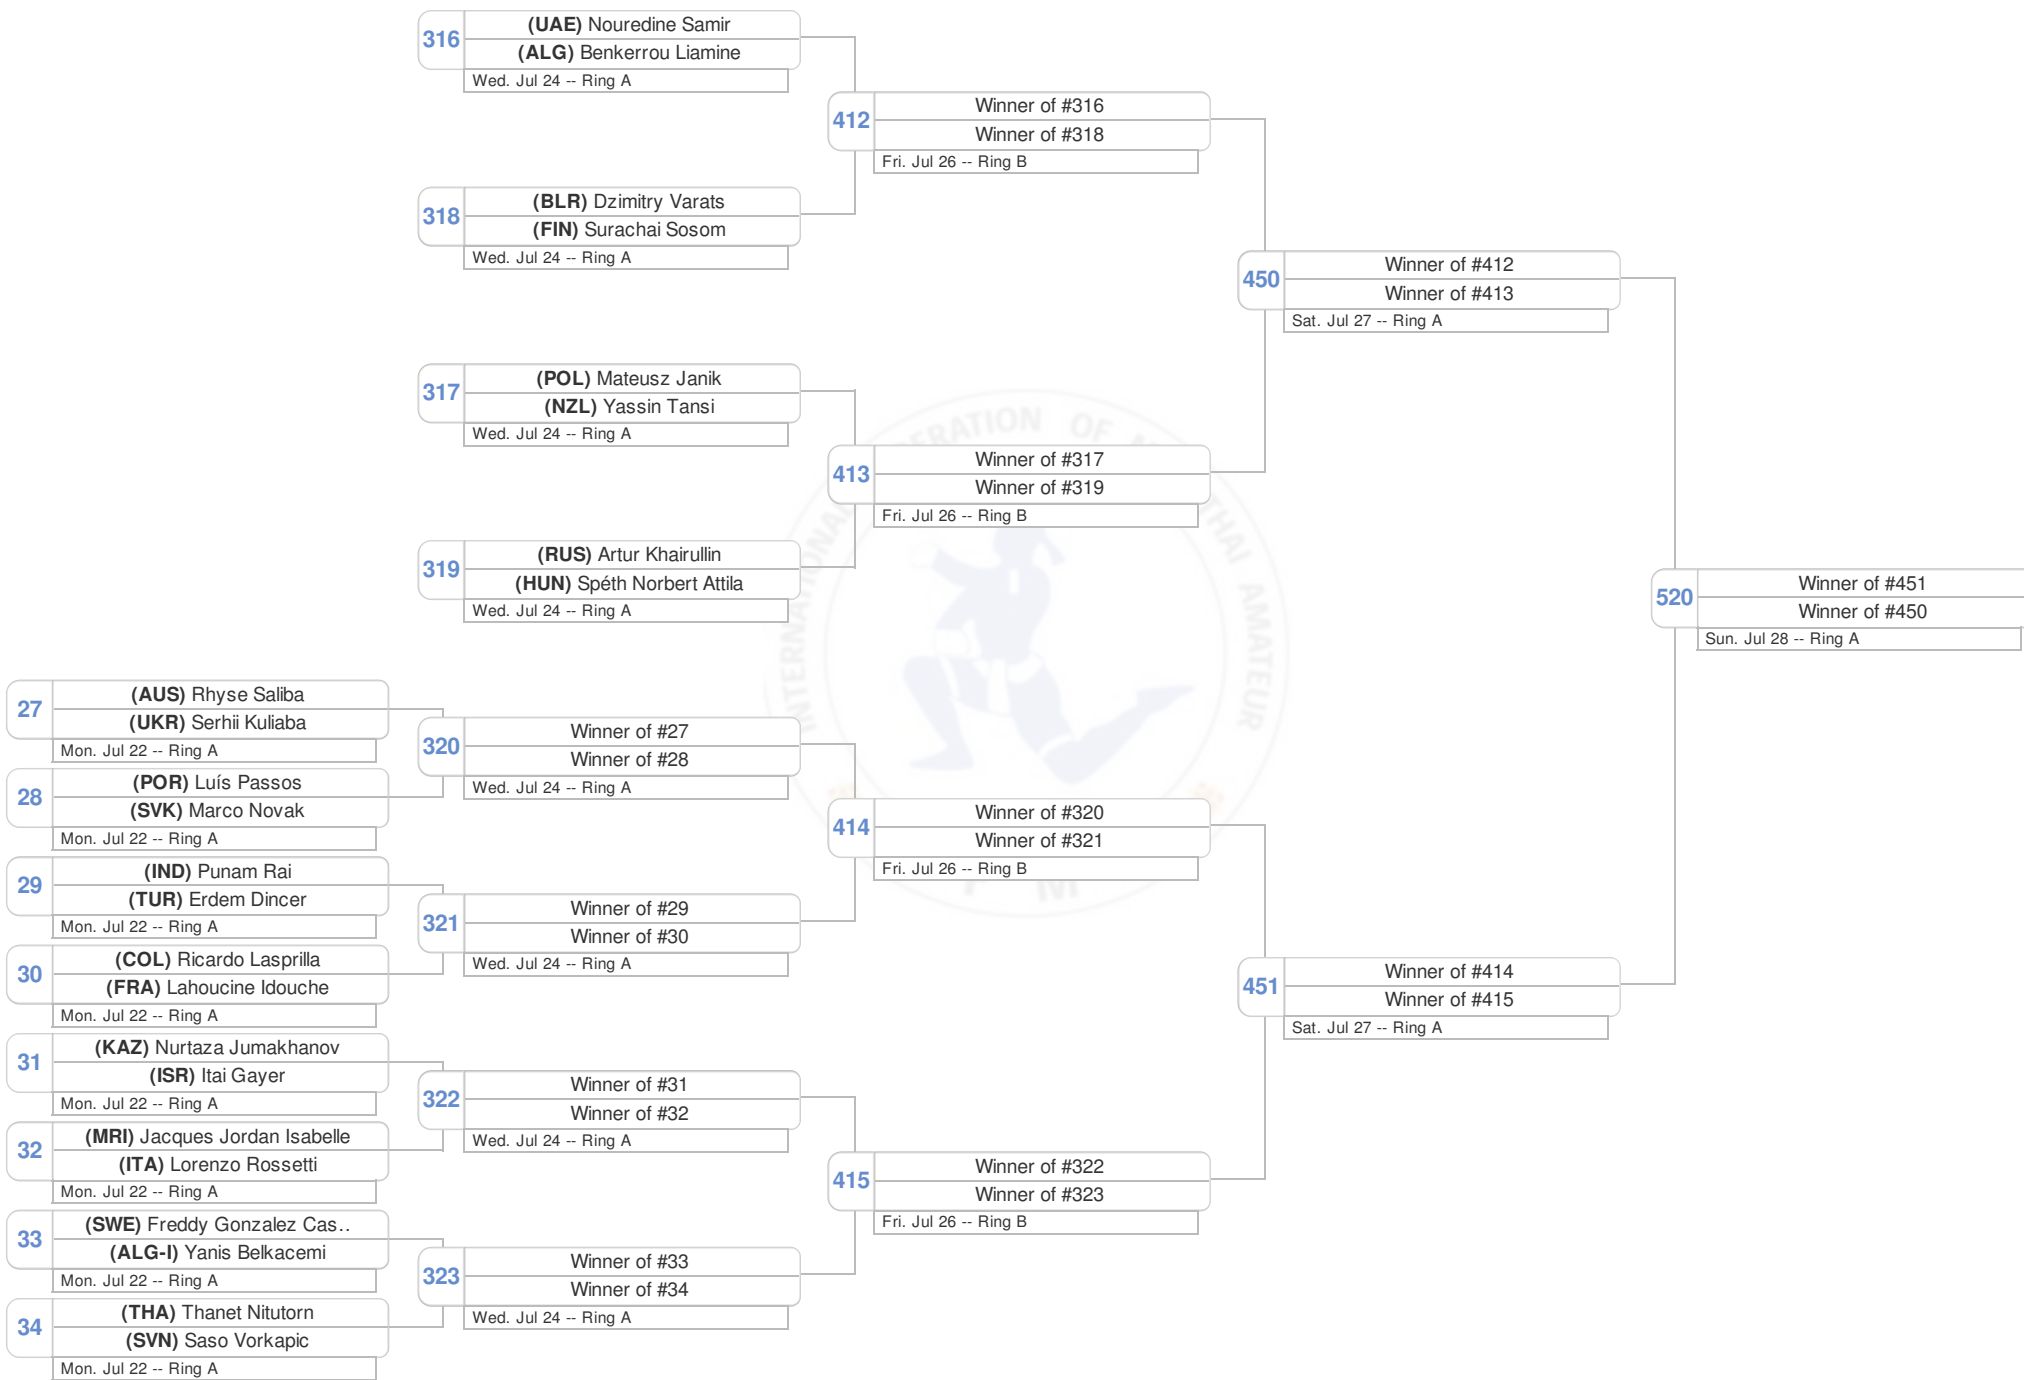 316
(UAE) Nouredine Samir
(ALG) Benkerrou Liamine
Wed. Jul 24 -- Ring A
318
(BLR) Dzimitry Varats
(FIN) Surachai Sosom
Wed. Jul 24 -- Ring A
317
(POL) Mateusz Janik
(NZL) Yassin Tansi
Wed. Jul 24 -- Ring A
319
(RUS) Artur Khairullin
(HUN) Spéth Norbert Attila
Wed. Jul 24 -- Ring A
27
(AUS) Rhyse Saliba
(UKR) Serhii Kuliaba
Mon. Jul 22 -- Ring A
28
(POR) Luís Passos
(SVK) Marco Novak
Mon. Jul 22 -- Ring A
29
(IND) Punam Rai
(TUR) Erdem Dincer
Mon. Jul 22 -- Ring A
30
(COL) Ricardo Lasprilla
(FRA) Lahoucine Idouche
Mon. Jul 22 -- Ring A
31
(KAZ) Nurtaza Jumakhanov
(ISR) Itai Gayer
Mon. Jul 22 -- Ring A
32
(MRI) Jacques Jordan Isabelle
(ITA) Lorenzo Rossetti
Mon. Jul 22 -- Ring A
33
(SWE) Freddy Gonzalez Cas..
(ALG-I) Yanis Belkacemi
Mon. Jul 22 -- Ring A
34
(THA) Thanet Nitutorn
(SVN) Saso Vorkapic
Mon. Jul 22 -- Ring A
320
Winner of #27
Winner of #28
Wed. Jul 24 -- Ring A
321
Winner of #29
Winner of #30
Wed. Jul 24 -- Ring A
322
Winner of #31
Winner of #32
Wed. Jul 24 -- Ring A
323
Winner of #33
Winner of #34
Wed. Jul 24 -- Ring A
412
Winner of #316
Winner of #318
Fri. Jul 26 -- Ring B
413
Winner of #317
Winner of #319
Fri. Jul 26 -- Ring B
414
Winner of #320
Winner of #321
Fri. Jul 26 -- Ring B
415
Winner of #322
Winner of #323
Fri. Jul 26 -- Ring B
450
Winner of #412
Winner of #413
Sat. Jul 27 -- Ring A
451
Winner of #414
Winner of #415
Sat. Jul 27 -- Ring A
520
Winner of #451
Winner of #450
Sun. Jul 28 -- Ring A
INTERNATIONAL
OF
THAI AMATEUR